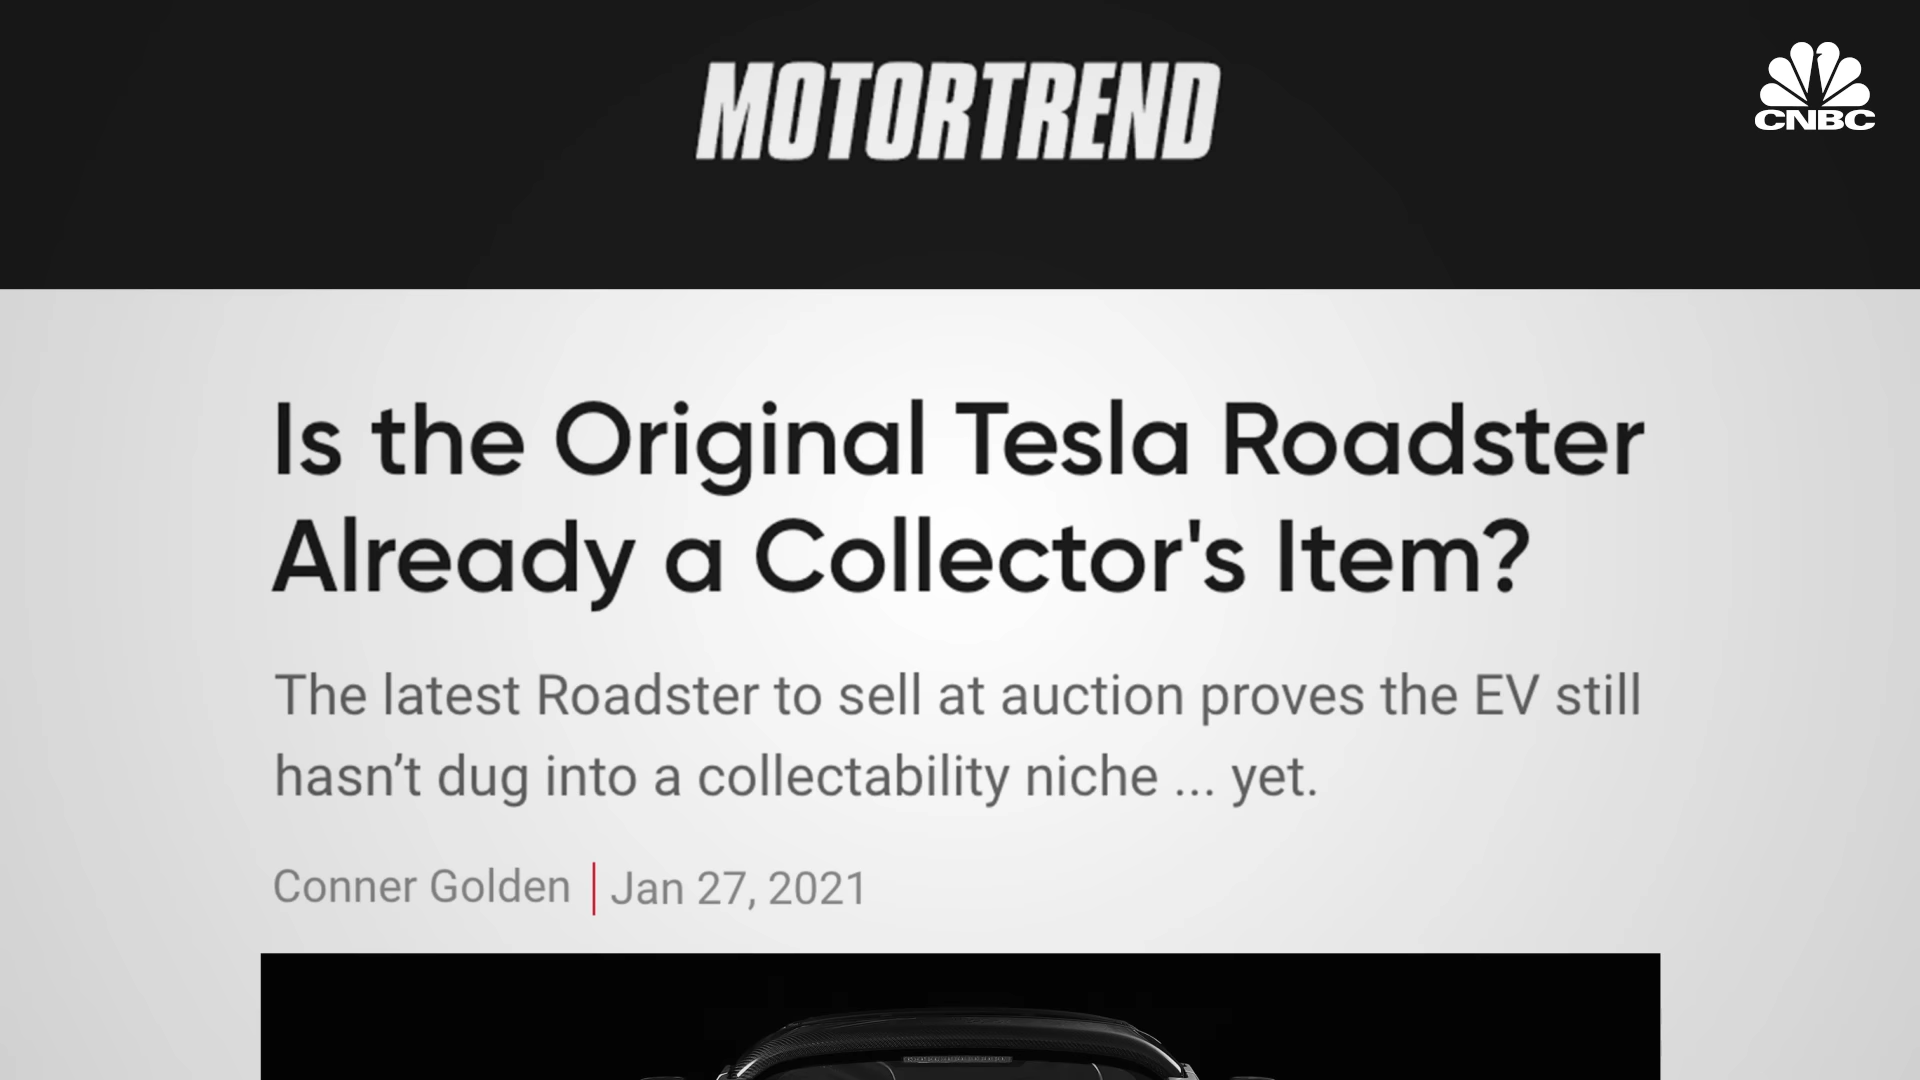 MOTORTREND
CNBC
Is the Original Tesla Roadster
Already a Collector's Item?
The latest Roadster to sell at auction proves the EV still
hasn’t dug into a collectability niche ... yet.
Conner Golden | Jan 27, 2021